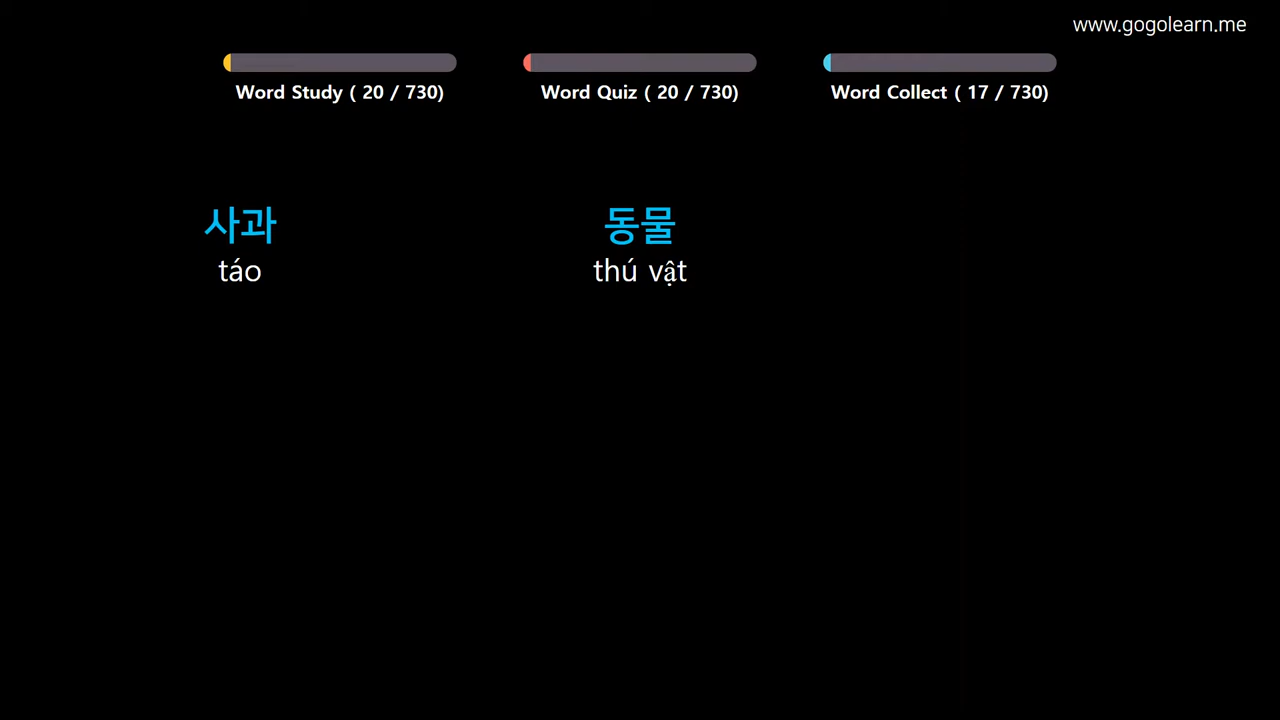 www.gogolearn.me
Word Study ( 20 / 730)
Word Quiz ( 20 / 730)
Word Collect ( 17 / 730)
사과
táo
동물
thú vật